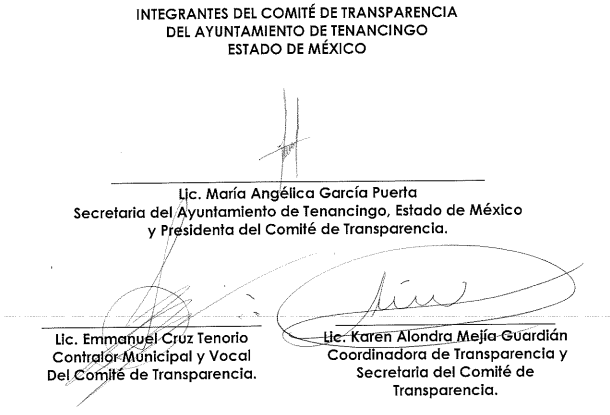 INTEGRANTES DEL COMITÉ DE TRANSPARENCIA
DEL AYUNTAMIENTO DE TENANCINGO
ESTADO DE MÉXICO
Lic. María Angélica García Puerta
Secretaria del Ayuntamiento de Tenancingo, Estado de México
y Presidenta del Comité de Transparencia.
Lic. Emmanuel Cruz Tenorio
Contralor Municipal y Vocal
Del Comité de Transparencia.
Lic. Karen Alondra Mejía Guardián
Coordinadora de Transparencia y
Secretaria del Comité de
Transparencia.